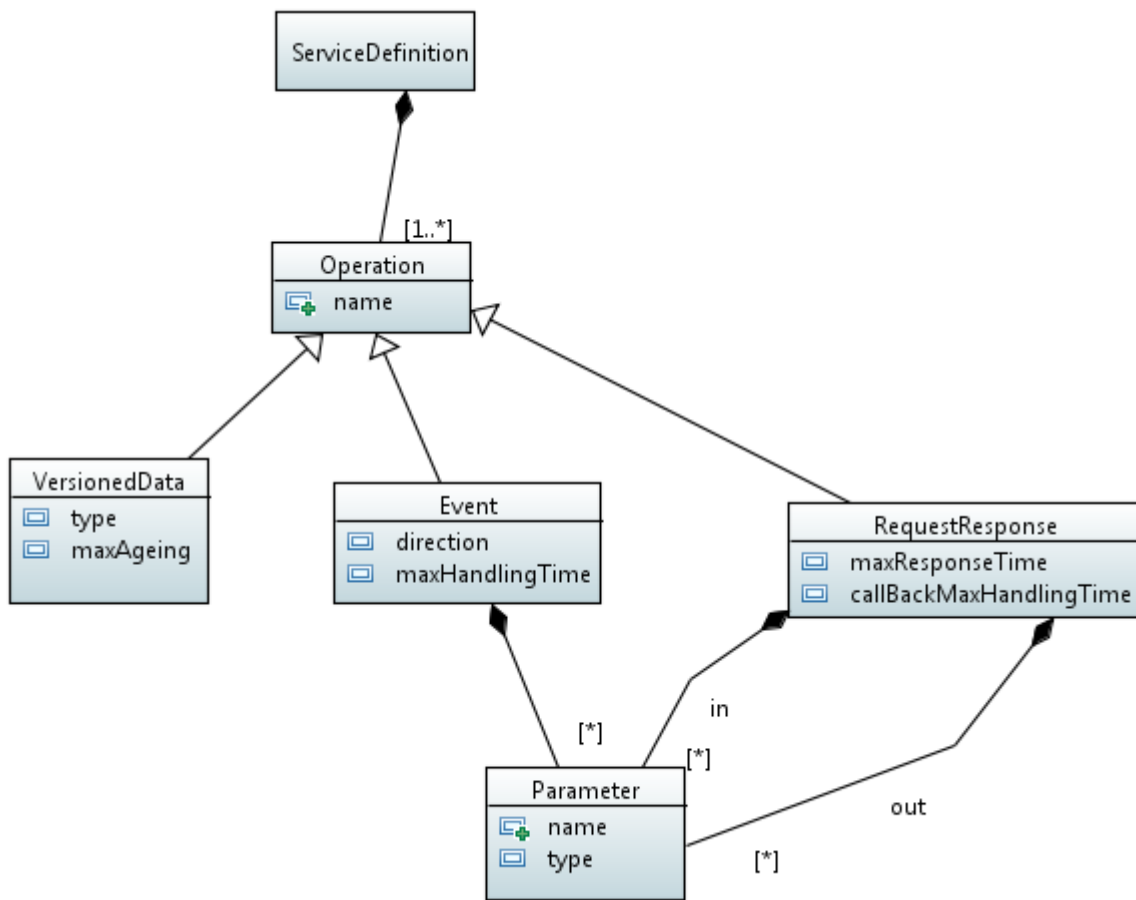 ServiceDefinition
[1..*]
Operation
name
VersionedData
type
maxAgeing
Event
direction
maxHandlingTime
RequestResponse
maxResponseTime
callBackMaxHandlingTime
in
[*]
[*]
Parameter
name
type
out
[*]